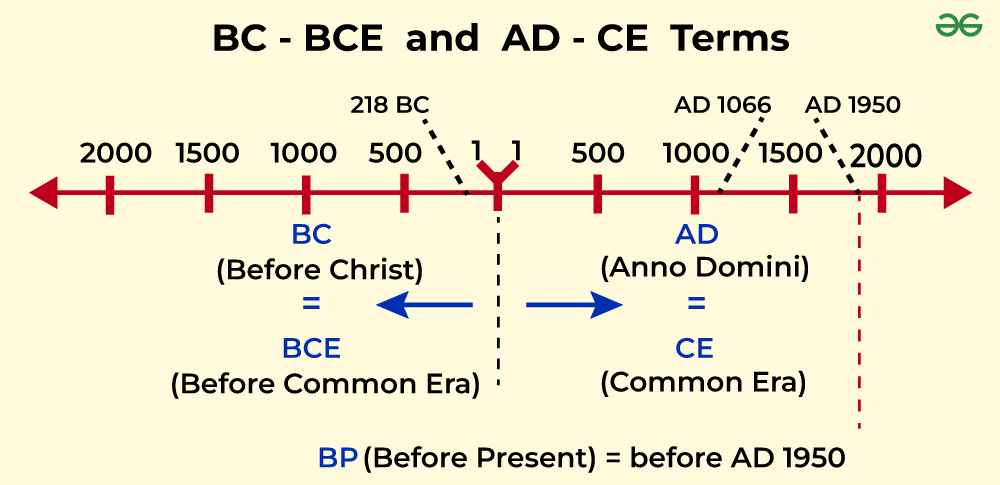 BC - BCE and AD - CE Terms
218 BC AD 1066 AD 1950
2000 1500 1000 500 1 1 500 1000 1500 2000
BC AD
(Before Christ) (Anno Domini)
= =
BCE CE
(Before Common Era) (Common Era)
BP (Before Present) = before AD 1950